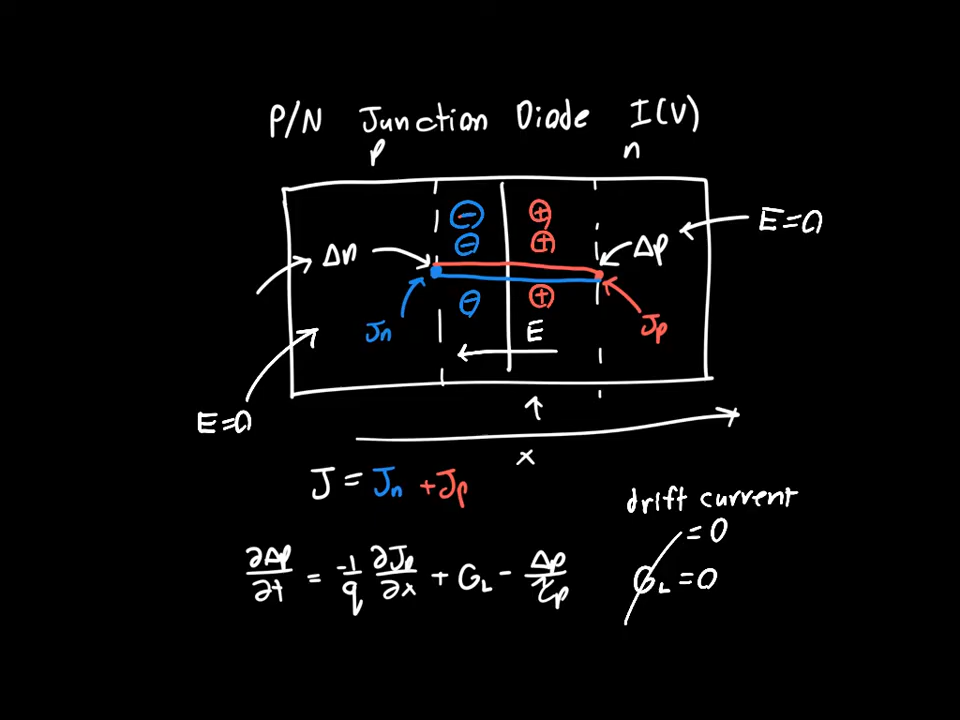 P/N Junction Diode I(V)
p n
⊖ ⊕
⊖ ⊕
E=0
Δn Δp
⊖ ⊕
Jn E Jp
E=0
x
J = Jn + Jp
drift current
= 0
∂Δp/∂t = -1/q ∂Jp/∂x + GL - Δp/τp
GL = 0